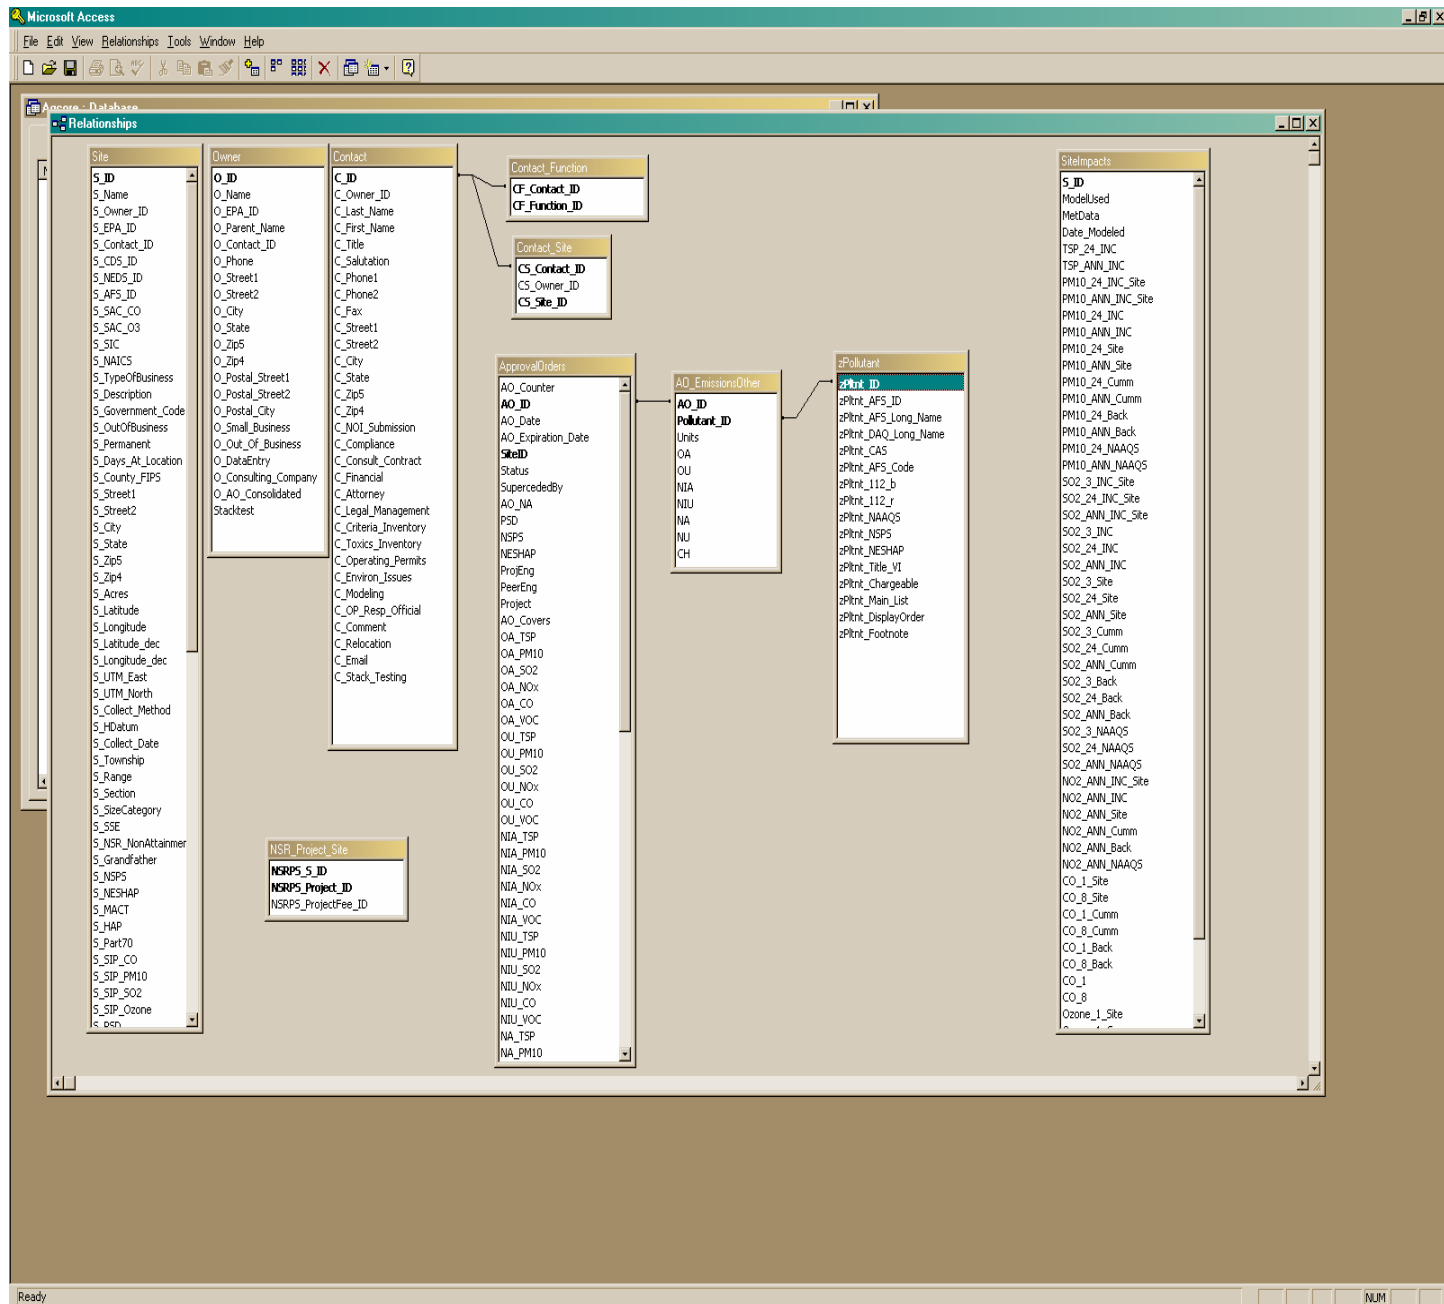 Microsoft Access
File Edit View Relationships Tools Window Help
Aqcore : Database
Relationships
Site
S_ID
S_Name
S_Owner_ID
S_EPA_ID
S_Contact_ID
S_CDS_ID
S_NEDS_ID
S_AFS_ID
S_SAC_CO
S_SAC_O3
S_SIC
S_NAICS
S_TypeOfBusiness
S_Description
S_Government_Code
S_OutOfBusiness
S_Permanent
S_Days_At_Location
S_County_FIPS
S_Street1
S_Street2
S_City
S_State
S_Zip5
S_Zip4
S_Acres
S_Latitude
S_Longitude
S_Latitude_dec
S_Longitude_dec
S_UTM_East
S_UTM_North
S_Collect_Method
S_HDatum
S_Collect_Date
S_Township
S_Range
S_Section
S_SizeCategory
S_SSE
S_NSR_NonAttainmer
S_Grandfather
S_NSPS
S_NESHAP
S_MACT
S_HAP
S_Part70
S_SIP_CO
S_SIP_PM10
S_SIP_SO2
S_SIP_Ozone
S_PSD
Owner
O_ID
O_Name
O_EPA_ID
O_Parent_Name
O_Contact_ID
O_Phone
O_Street1
O_Street2
O_City
O_State
O_Zip5
O_Zip4
O_Postal_Street1
O_Postal_Street2
O_Postal_City
O_Small_Business
O_Out_Of_Business
O_DataEntry
O_Consulting_Company
O_AO_Consolidated
Stacktest
Contact
C_ID
C_Owner_ID
C_Last_Name
C_First_Name
C_Title
C_Salutation
C_Phone1
C_Phone2
C_Fax
C_Street1
C_Street2
C_City
C_State
C_Zip5
C_Zip4
C_NOI_Submission
C_Compliance
C_Consult_Contract
C_Financial
C_Attorney
C_Legal_Management
C_Criteria_Inventory
C_Toxics_Inventory
C_Operating_Permits
C_Environ_Issues
C_Modeling
C_OP_Resp_Official
C_Comment
C_Relocation
C_Email
C_Stack_Testing
NSR_Project_Site
NSRPS_S_ID
NSRPS_Project_ID
NSRPS_ProjectFee_ID
Contact_Function
CF_Contact_ID
CF_Function_ID
Contact_Site
CS_Contact_ID
CS_Owner_ID
CS_Site_ID
ApprovalOrders
AO_Counter
AO_ID
AO_Date
AO_Expiration_Date
SiteID
Status
SupercededBy
AO_NA
PSD
NSPS
NESHAP
ProjEng
PeerEng
Project
AO_Covers
OA_TSP
OA_PM10
OA_SO2
OA_NOx
OA_CO
OA_VOC
OU_TSP
OU_PM10
OU_SO2
OU_NOx
OU_CO
OU_VOC
NIA_TSP
NIA_PM10
NIA_SO2
NIA_NOx
NIA_CO
NIA_VOC
NIU_TSP
NIU_PM10
NIU_SO2
NIU_NOx
NIU_CO
NIU_VOC
NA_TSP
NA_PM10
AO_EmissionsOther
AO_ID
Pollutant_ID
Units
OA
OU
NIA
NIU
NA
NU
CH
zPollutant
zPltnt_ID
zPltnt_AFS_ID
zPltnt_AFS_Long_Name
zPltnt_DAQ_Long_Name
zPltnt_CAS
zPltnt_AFS_Code
zPltnt_112_b
zPltnt_112_r
zPltnt_NAAQS
zPltnt_NSPS
zPltnt_NESHAP
zPltnt_Title_VI
zPltnt_Chargeable
zPltnt_Main_List
zPltnt_DisplayOrder
zPltnt_Footnote
SiteImpacts
S_ID
ModelUsed
MetData
Date_Modeled
TSP_24_INC
TSP_ANN_INC
PM10_24_INC_Site
PM10_ANN_INC_Site
PM10_24_INC
PM10_ANN_INC
PM10_24_Site
PM10_ANN_Site
PM10_24_Cumm
PM10_ANN_Cumm
PM10_24_Back
PM10_ANN_Back
PM10_24_NAAQS
PM10_ANN_NAAQS
SO2_3_INC_Site
SO2_24_INC_Site
SO2_ANN_INC_Site
SO2_3_INC
SO2_24_INC
SO2_ANN_INC
SO2_3_Site
SO2_24_Site
SO2_ANN_Site
SO2_3_Cumm
SO2_24_Cumm
SO2_ANN_Cumm
SO2_3_Back
SO2_24_Back
SO2_ANN_Back
SO2_3_NAAQS
SO2_24_NAAQS
SO2_ANN_NAAQS
NO2_ANN_INC_Site
NO2_ANN_INC
NO2_ANN_Site
NO2_ANN_Cumm
NO2_ANN_Back
NO2_ANN_NAAQS
CO_1_Site
CO_8_Site
CO_1_Cumm
CO_8_Cumm
CO_1_Back
CO_8_Back
CO_1
CO_8
Ozone_1_Site
Ready
NUM